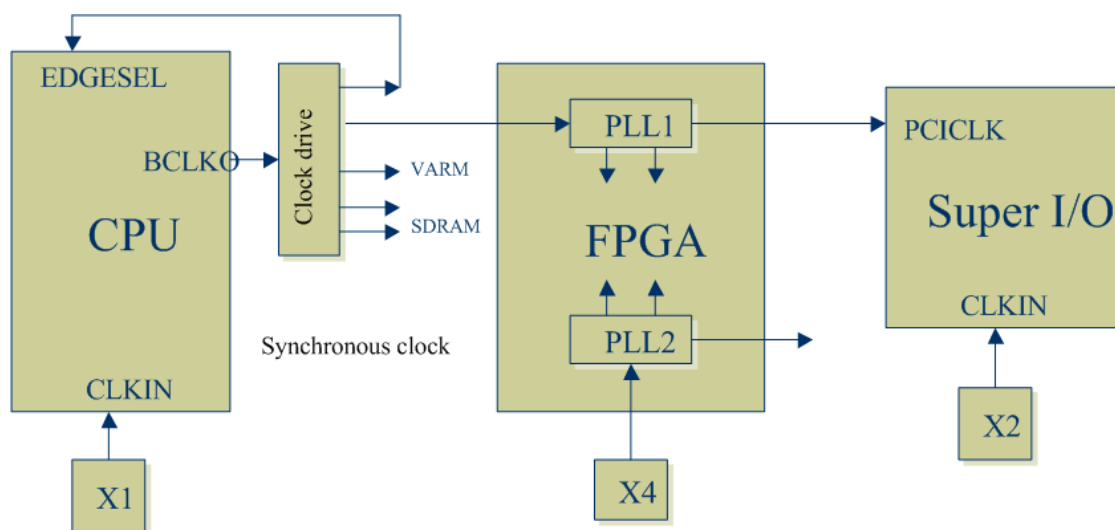 EDGESEL
BCLKO
CPU
CLKIN
X1
Clock drive
VARM
SDRAM
Synchronous clock
PLL1
FPGA
PLL2
X4
PCICLK
Super I/O
CLKIN
X2